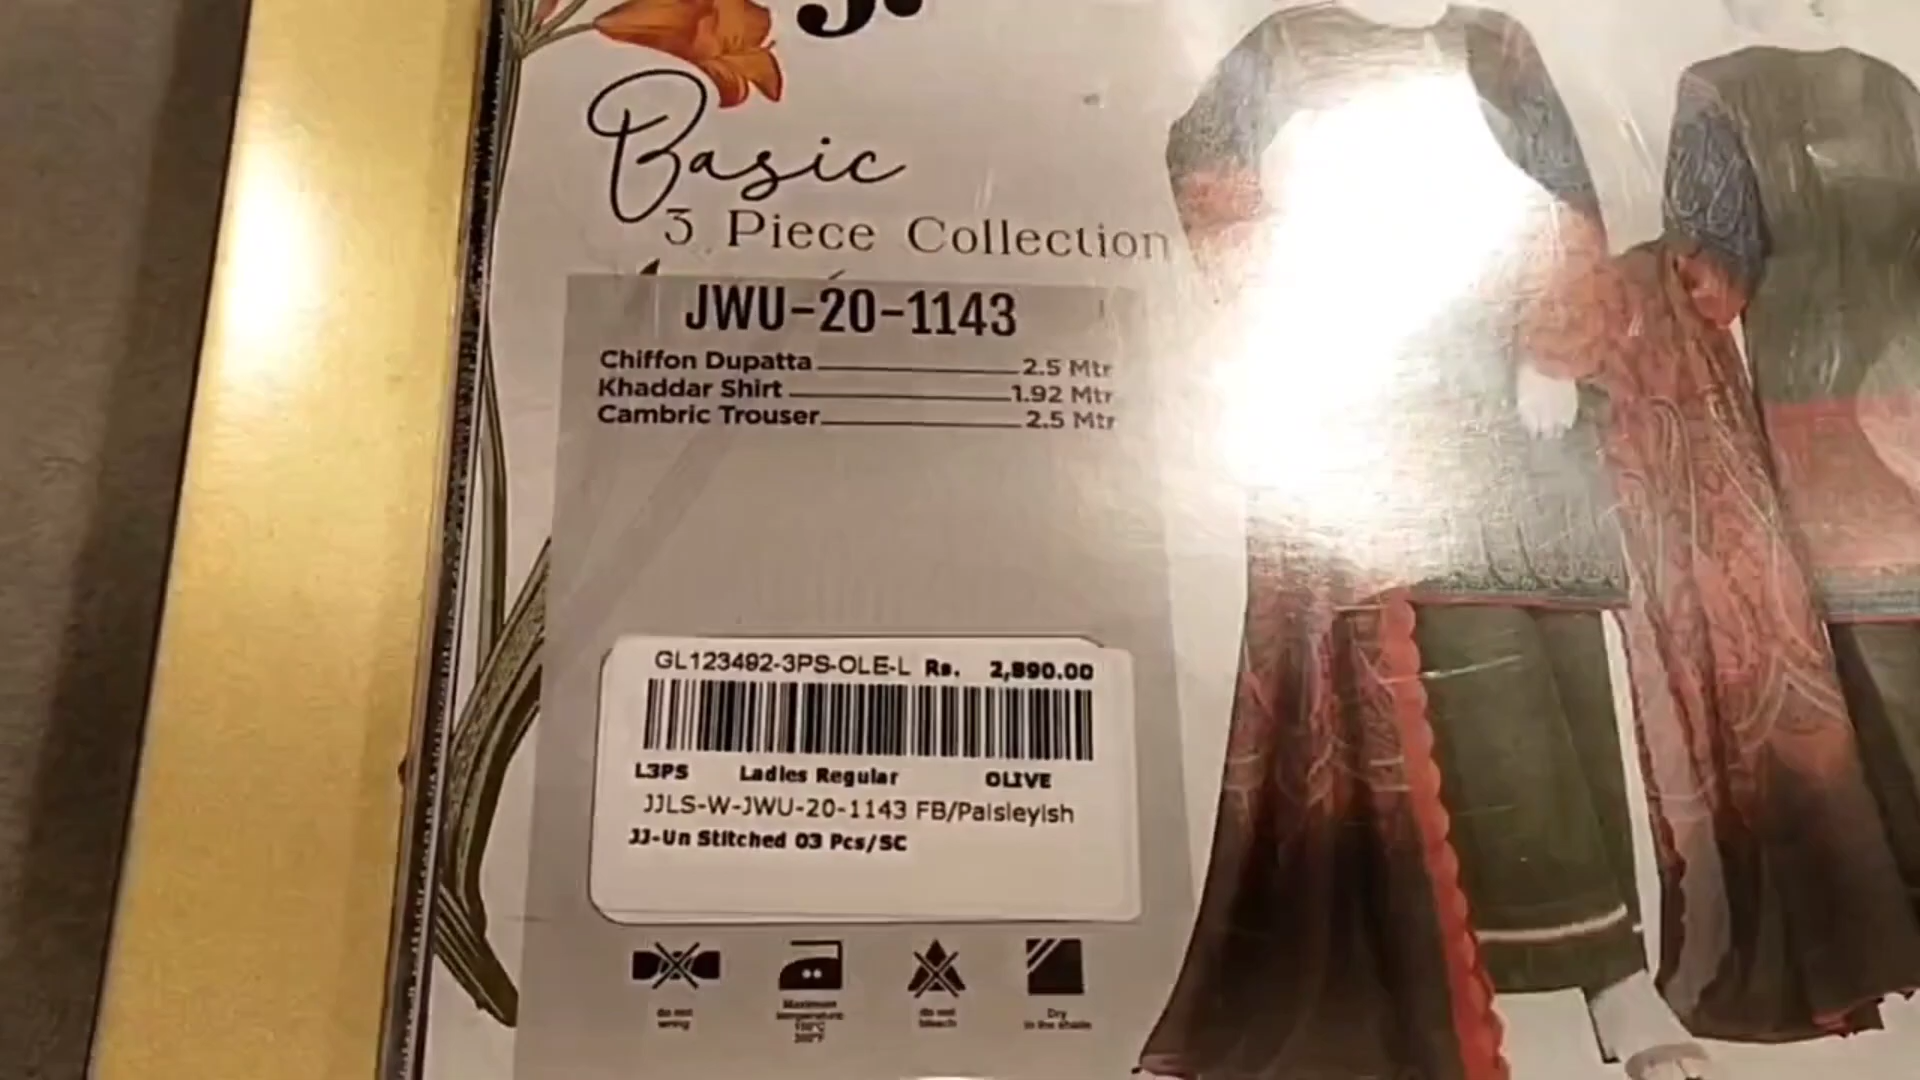 J.
Basic
3 Piece Collection
JWU-20-1143
Chiffon Dupatta 2.5 Mtr
Khaddar Shirt 1.92 Mtr
Cambric Trouser 2.5 Mtr
GL123492-3PS-OLE-L Rs. 2,890.00
L3PS Ladies Regular OLIVE
JJLS-W-JWU-20-1143 FB/Paisleyish
JJ-Un Stitched 03 Pcs/SC
do not wring
Maximum temperature
do not bleach
Dry in the shade